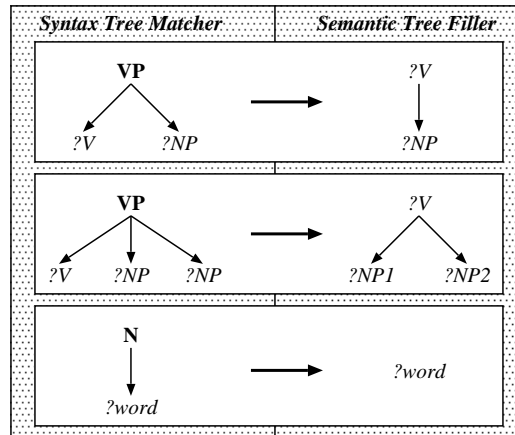 Syntax Tree Matcher Semantic Tree Filler
VP ?V
?V ?NP ?NP
VP ?V
?V ?NP ?NP ?NP1 ?NP2
N
?word
?word